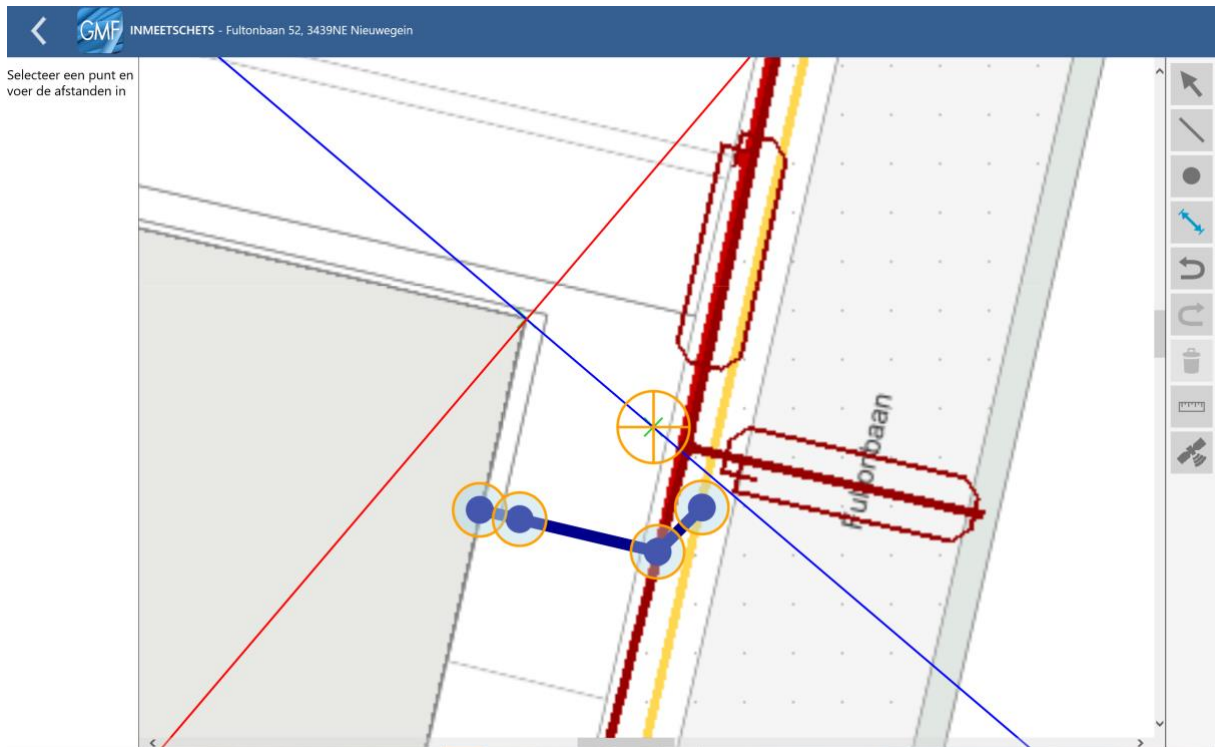 GMF INMEETSCHETS - Fultonbaan 52, 3439NE Nieuwegein
Selecteer een punt en
voer de afstanden in
Fultonbaan